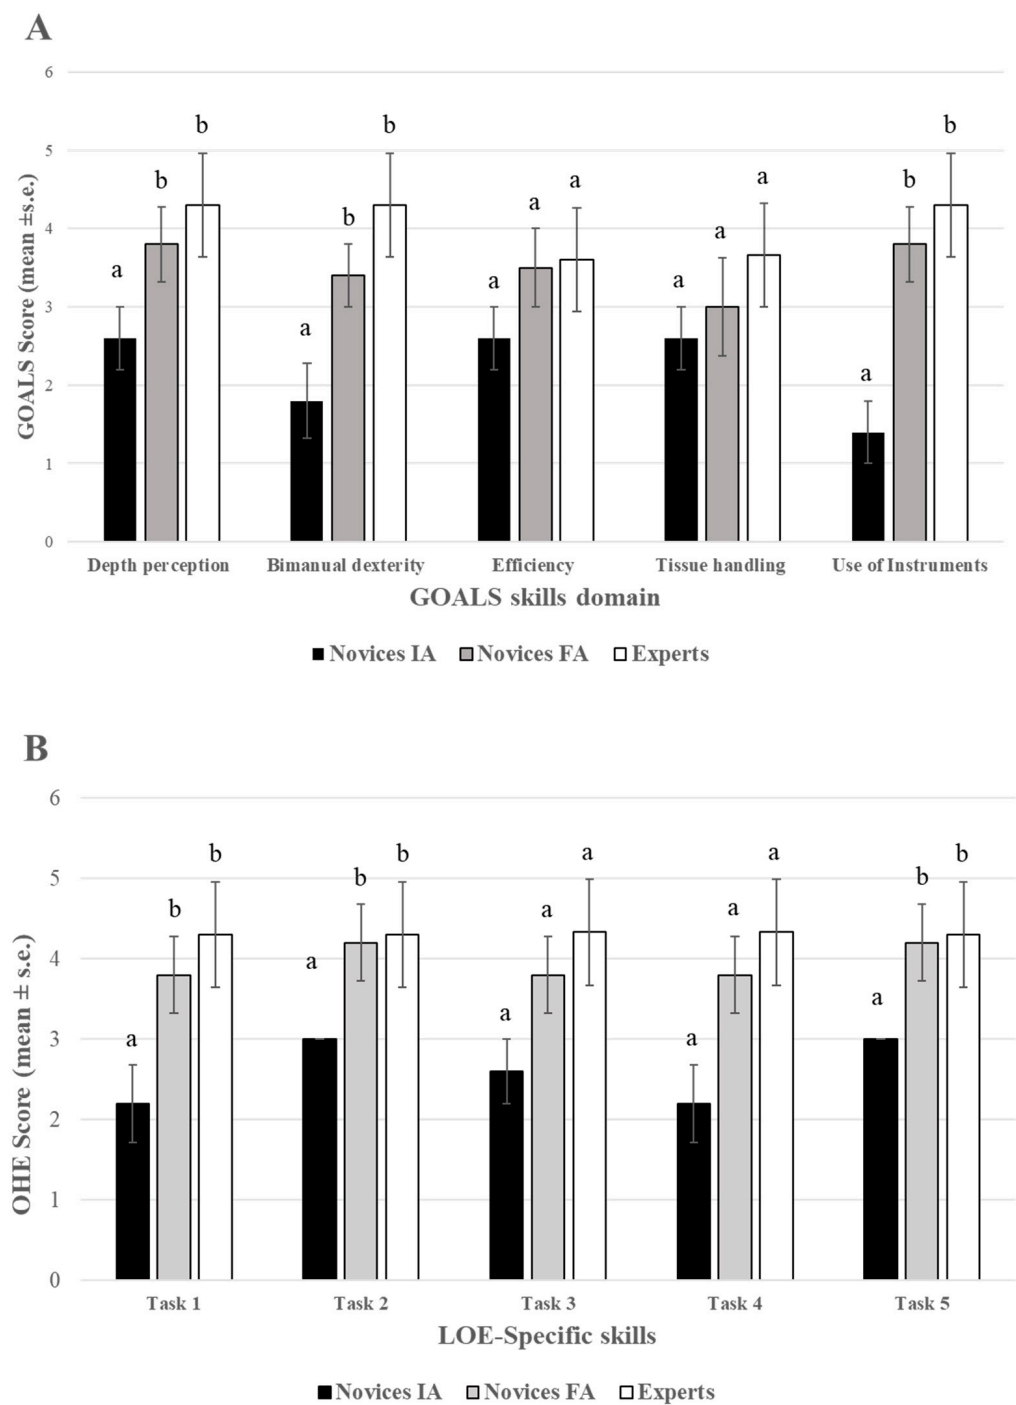 A
6
5
4
3
2
1
0
GOALS Score (mean ±s.e.)
a b b
a b b
a a a
a a a
a b b
Depth perception Bimanual dexterity Efficiency Tissue handling Use of Instruments
GOALS skills domain
Novices IA Novices FA Experts
B
6
5
4
3
2
1
0
OHE Score (mean ± s.e.)
a b b
a b b
a a a
a a a
a b b
Task 1 Task 2 Task 3 Task 4 Task 5
LOE-Specific skills
Novices IA Novices FA Experts